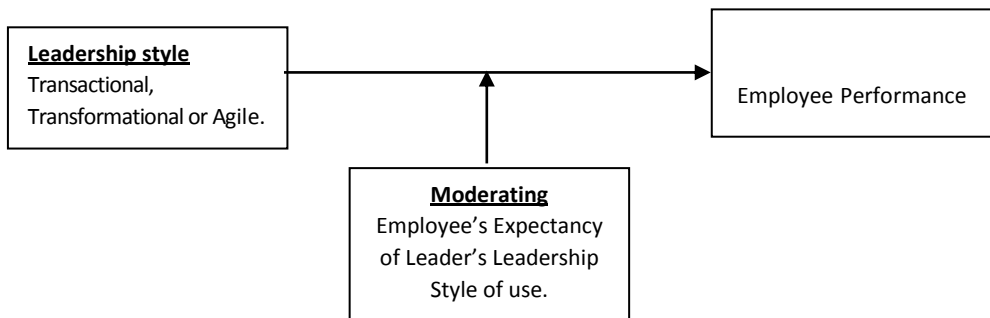 Leadership style
Transactional,
Transformational or Agile.
Employee Performance
Moderating
Employee’s Expectancy
of Leader’s Leadership
Style of use.